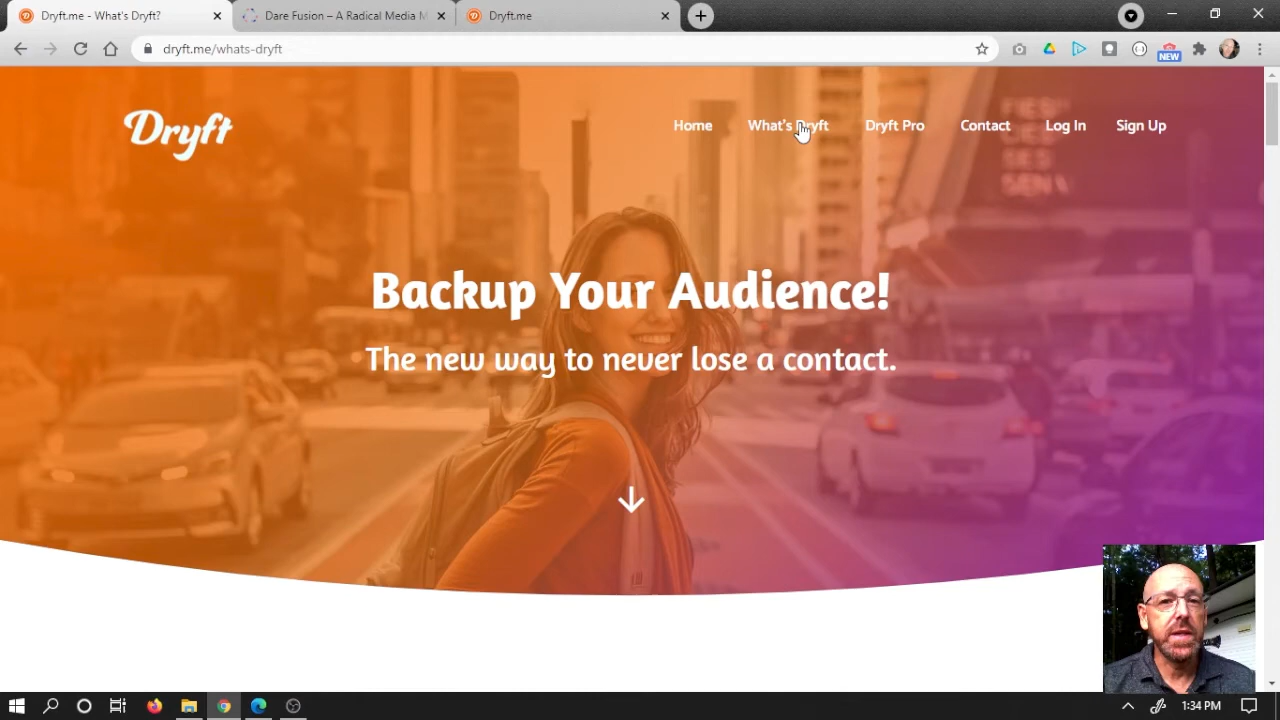 Dryft.me - What's Dryft?
Dare Fusion – A Radical Media M
Dryft.me
dryft.me/whats-dryft
NEW
Dryft
Home
What's Dryft
Dryft Pro
Contact
Log In
Sign Up
Backup Your Audience!
The new way to never lose a contact.
1:34 PM